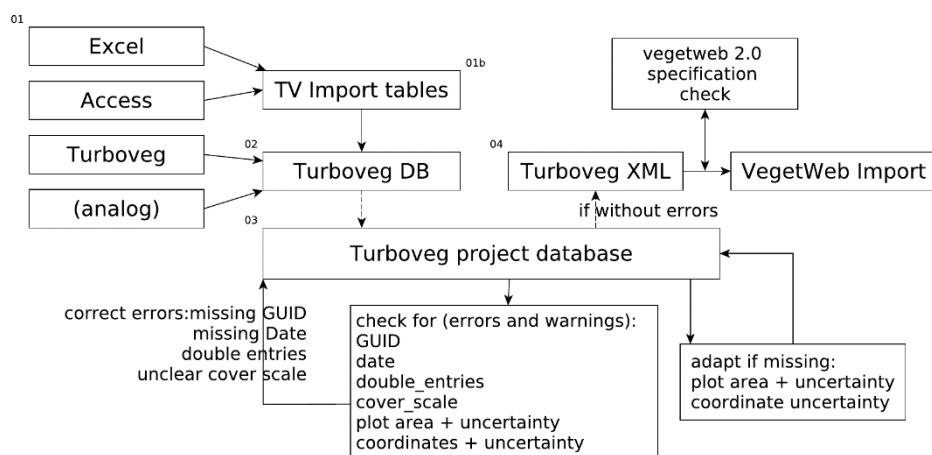 01
Excel
Access
Turboveg
(analog)
01b
TV Import tables
02
Turboveg DB
vegetweb 2.0
specification
check
04
Turboveg XML
VegetWeb Import
if without errors
03
Turboveg project database
correct errors:missing GUID
missing Date
double entries
unclear cover scale
check for (errors and warnings):
GUID
date
double_entries
cover_scale
plot area + uncertainty
coordinates + uncertainty
adapt if missing:
plot area + uncertainty
coordinate uncertainty